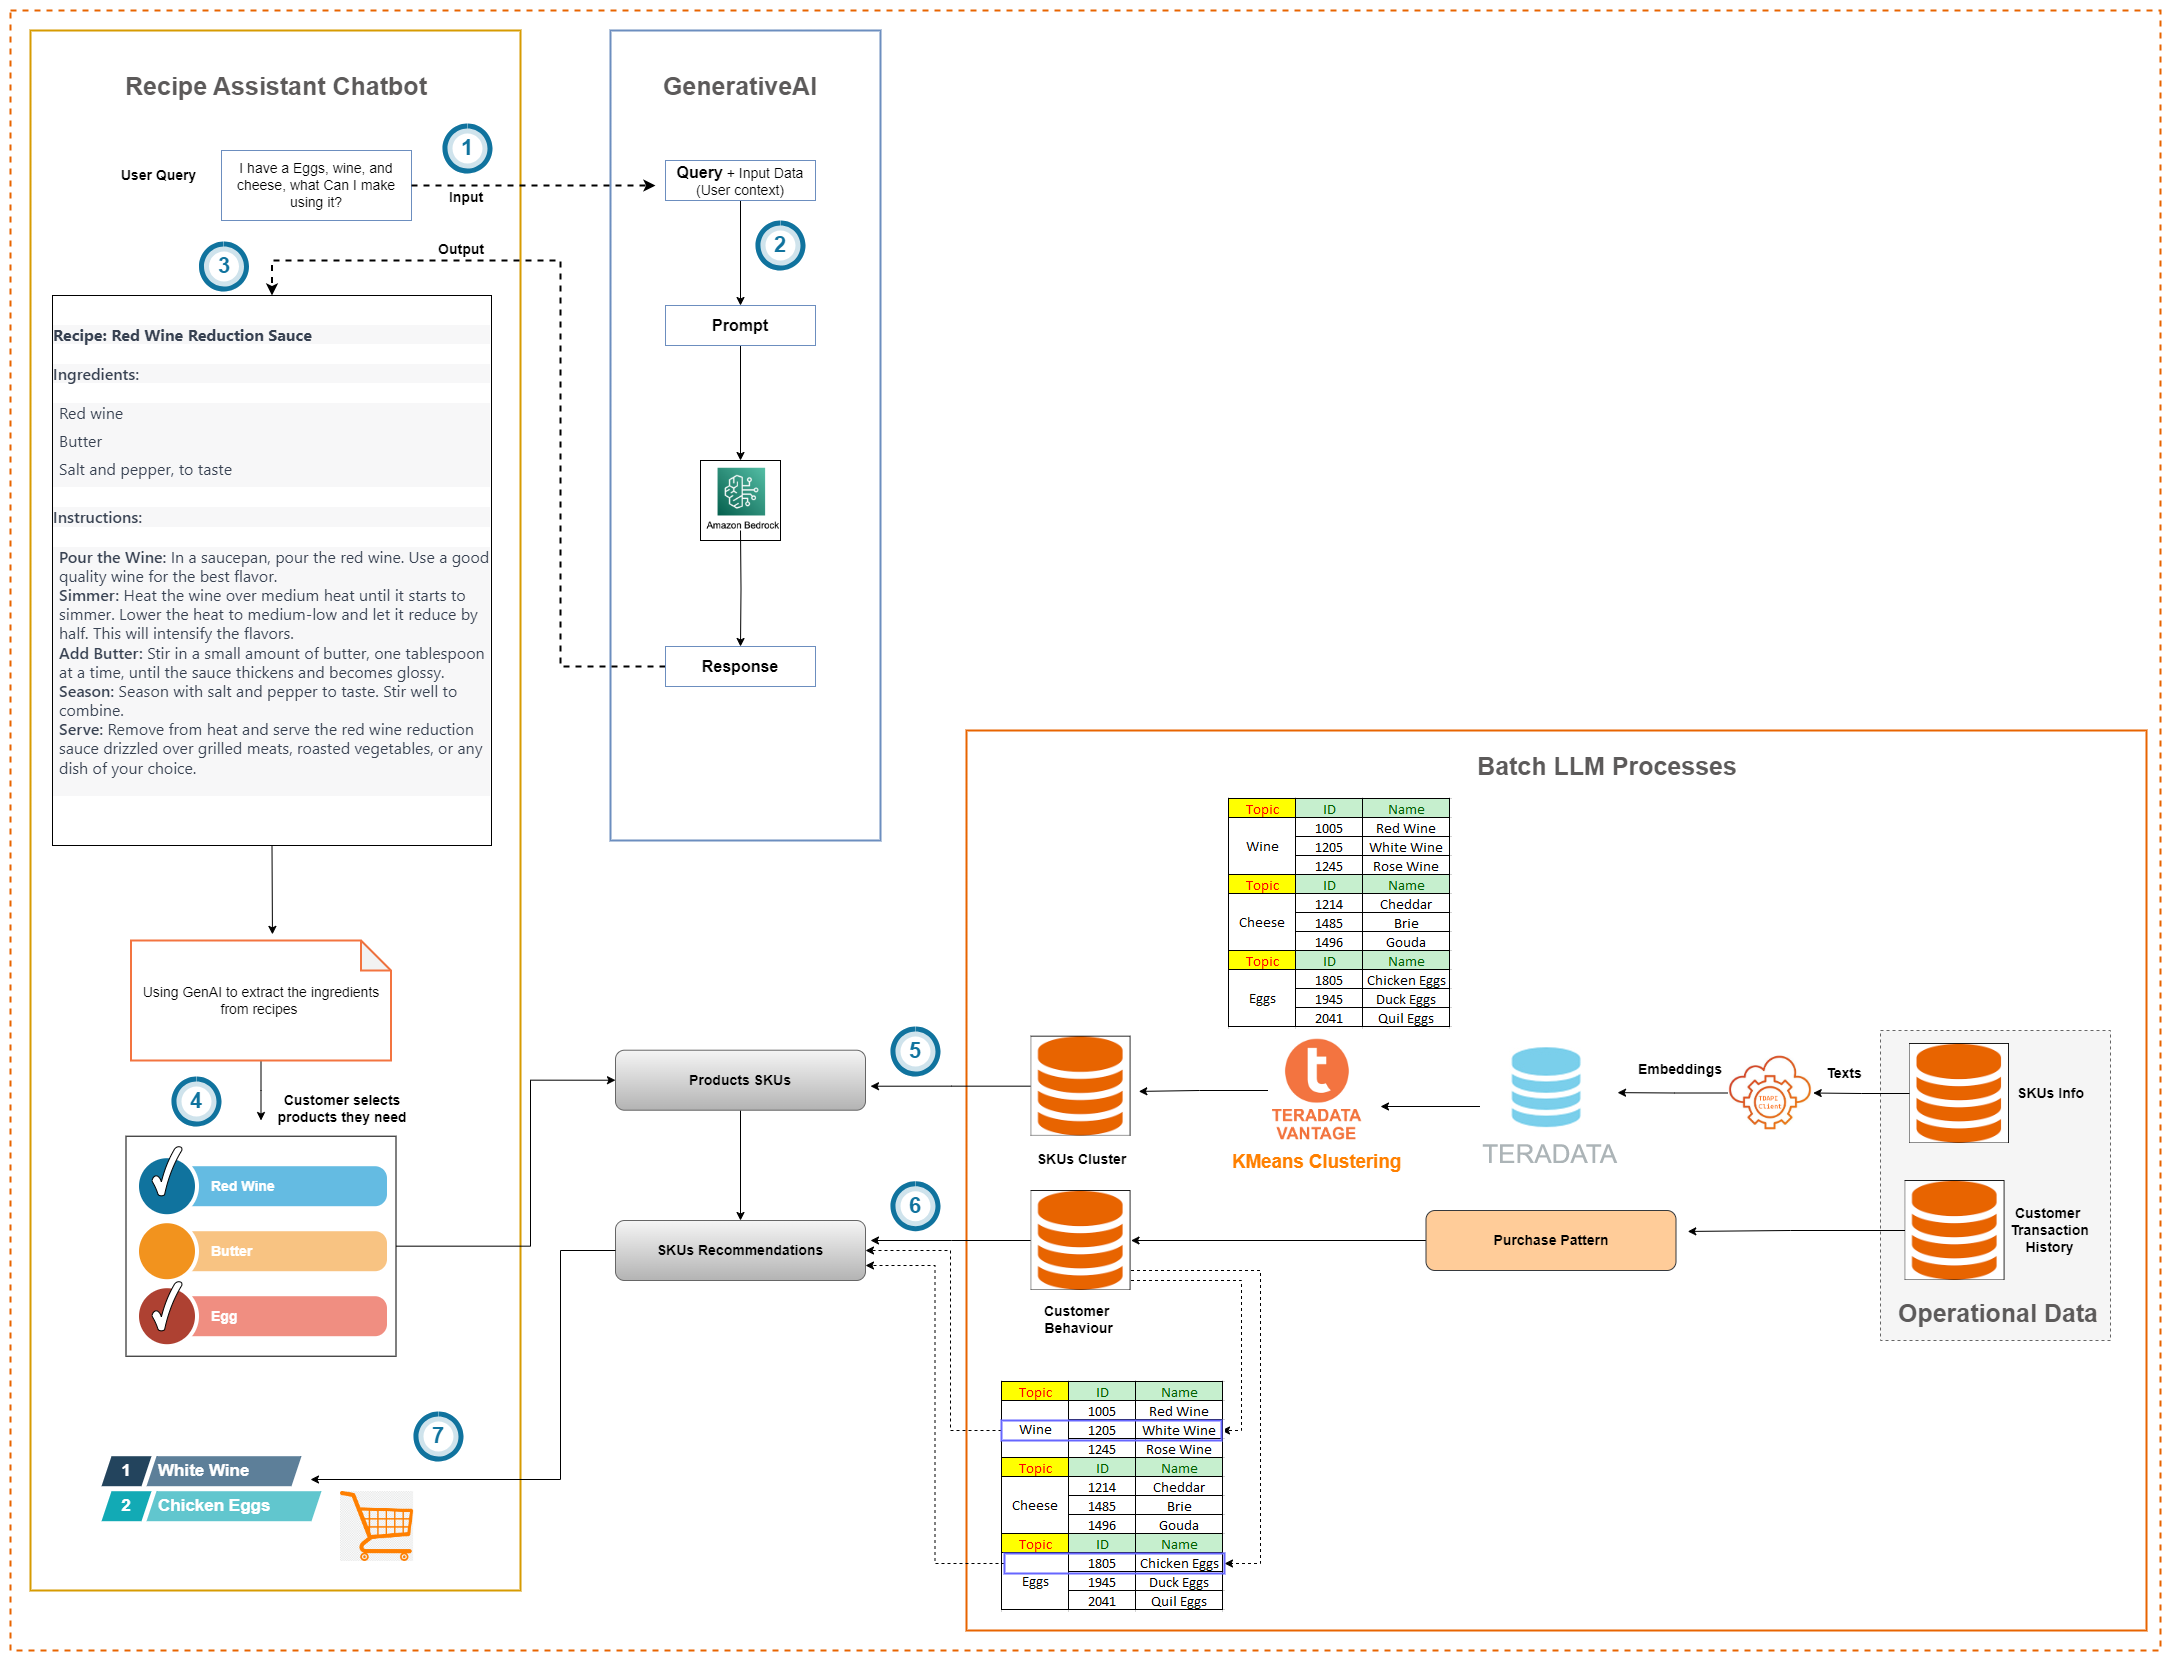 Recipe Assistant Chatbot
User Query
I have a Eggs, wine, and
cheese, what Can I make
using it?
1
Input
3
Output
Recipe: Red Wine Reduction Sauce
Ingredients:
Red wine
Butter
Salt and pepper, to taste
Instructions:
Pour the Wine: In a saucepan, pour the red wine. Use a good
quality wine for the best flavor.
Simmer: Heat the wine over medium heat until it starts to
simmer. Lower the heat to medium-low and let it reduce by
half. This will intensify the flavors.
Add Butter: Stir in a small amount of butter, one tablespoon
at a time, until the sauce thickens and becomes glossy.
Season: Season with salt and pepper to taste. Stir well to
combine.
Serve: Remove from heat and serve the red wine reduction
sauce drizzled over grilled meats, roasted vegetables, or any
dish of your choice.
Using GenAI to extract the ingredients
from recipes
4
Customer selects
products they need
Red Wine
Butter
Egg
7
1 White Wine
2 Chicken Eggs
GenerativeAI
Query + Input Data
(User context)
2
Prompt
Amazon Bedrock
Response
Products SKUs
SKUs Recommendations
5
6
Batch LLM Processes
Topic ID Name
Wine
1005 Red Wine
1205 White Wine
1245 Rose Wine
Topic ID Name
Cheese
1214 Cheddar
1485 Brie
1496 Gouda
Topic ID Name
Eggs
1805 Chicken Eggs
1945 Duck Eggs
2041 Quil Eggs
SKUs Cluster
t
TERADATA
VANTAGE
KMeans Clustering
TERADATA
Embeddings
TDAPI
Client
Texts
SKUs Info
Customer
Behaviour
Purchase Pattern
Customer
Transaction
History
Operational Data
Topic ID Name
1005 Red Wine
Wine 1205 White Wine
1245 Rose Wine
Topic ID Name
Cheese
1214 Cheddar
1485 Brie
1496 Gouda
Topic ID Name
1805 Chicken Eggs
Eggs 1945 Duck Eggs
2041 Quil Eggs